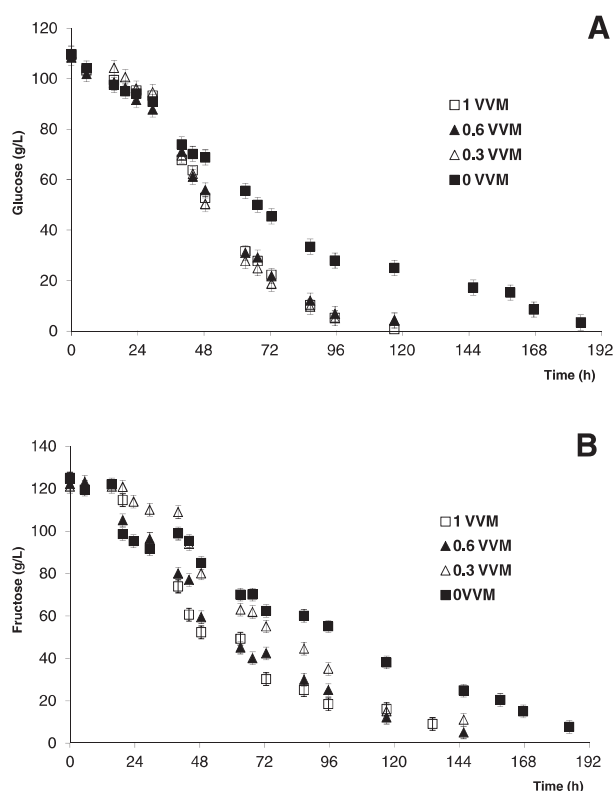 A
120
100
80
60
40
20
0
Glucose (g/L)
1 VVM
0.6 VVM
0.3 VVM
0 VVM
0 24 48 72 96 120 144 168 192
Time (h)
B
140
120
100
80
60
40
20
0
Fructose (g/L)
1 VVM
0.6 VVM
0.3 VVM
0VVM
0 24 48 72 96 120 144 168 192
Time (h)